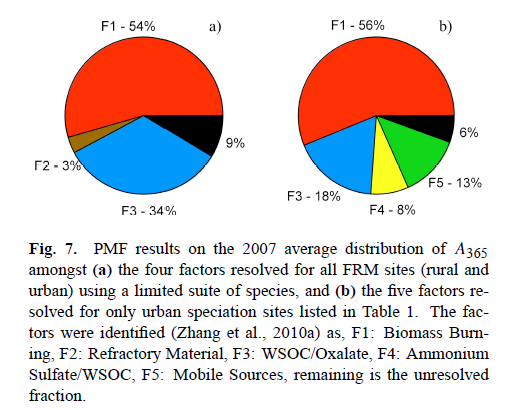 F1 - 54%
a)
F2 - 3%
F3 - 34%
9%
F1 - 56%
b)
F3 - 18%
F4 - 8%
F5 - 13%
6%
Fig. 7. PMF results on the 2007 average distribution of A365
amongst (a) the four factors resolved for all FRM sites (rural and
urban) using a limited suite of species, and (b) the five factors re-
solved for only urban speciation sites listed in Table 1. The fac-
tors were identified (Zhang et al., 2010a) as, F1: Biomass Burn-
ing, F2: Refractory Material, F3: WSOC/Oxalate, F4: Ammonium
Sulfate/WSOC, F5: Mobile Sources, remaining is the unresolved
fraction.